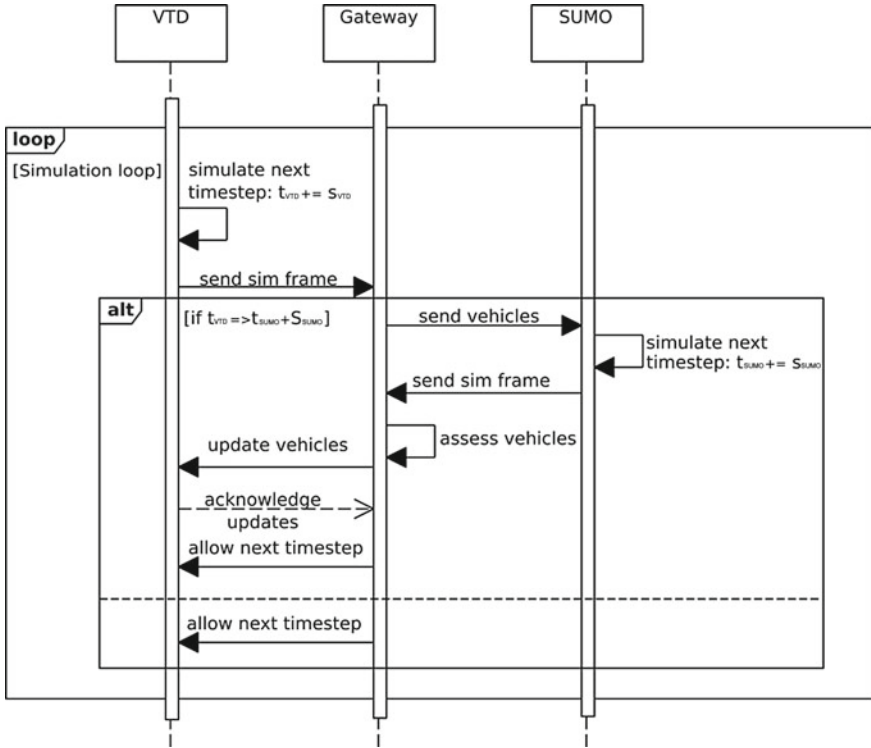 VTD
Gateway
SUMO
loop
[Simulation loop]
simulate next
timestep: tVTD += SVTD
send sim frame
alt
[if tVTD =>tSUMO+SSUMO]
send vehicles
simulate next
timestep: tSUMO += SSUMO
send sim frame
assess vehicles
update vehicles
acknowledge
updates
allow next timestep
allow next timestep